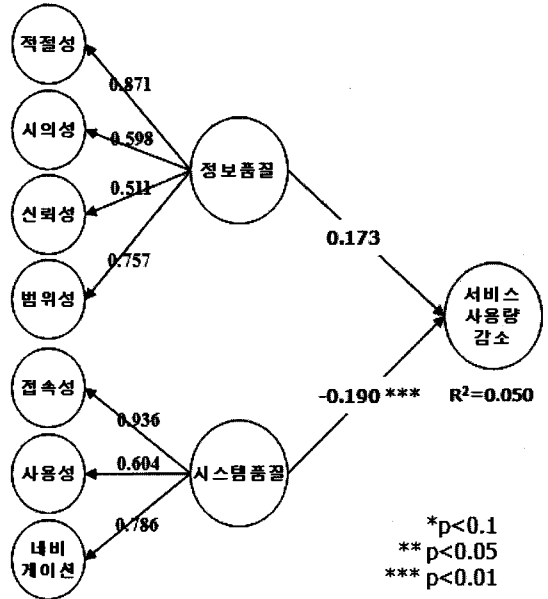 적절성
0.871
시의성
0.598
정보품질
신뢰성
0.511
0.757
범위성
0.173
서비스
사용량
감소
접속성
-0.190 *** R²=0.050
0.936
사용성
0.604
시스템품질
0.786
네비
게이션
*p<0.1
** p<0.05
*** p<0.01